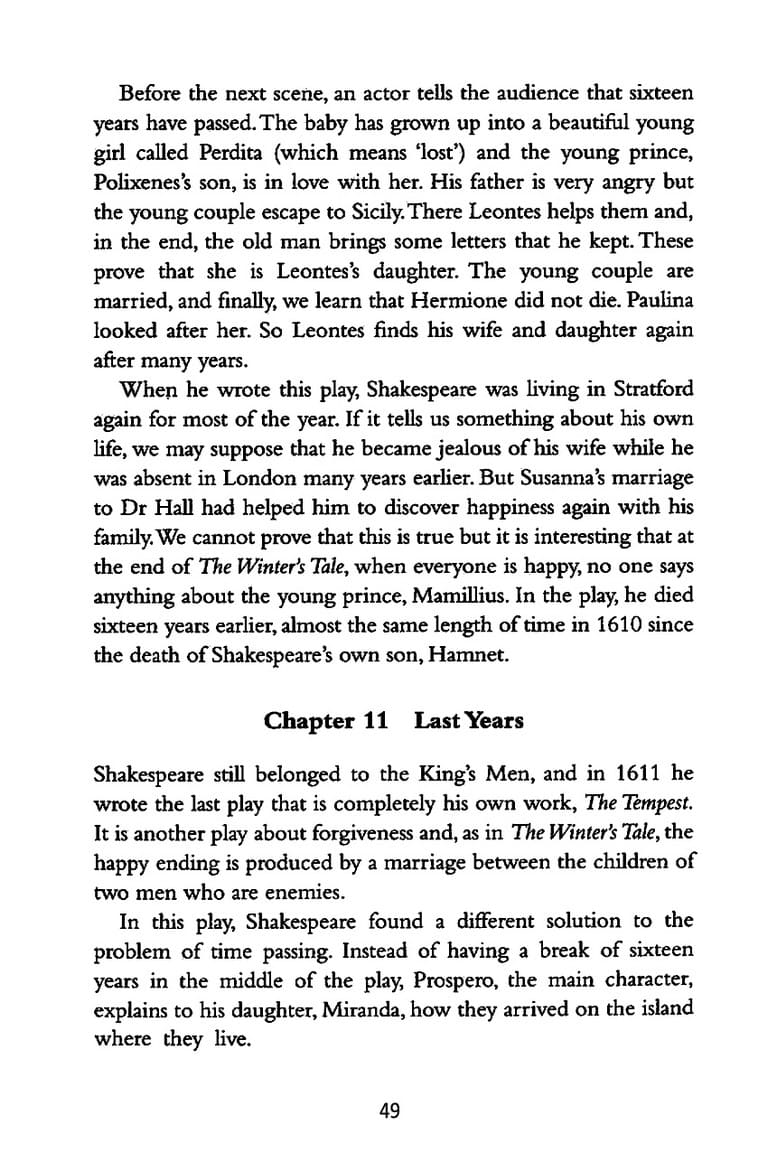 Before the next scene, an actor tells the audience that sixteen
years have passed. The baby has grown up into a beautiful young
girl called Perdita (which means ‘lost’) and the young prince,
Polixenes’s son, is in love with her. His father is very angry but
the young couple escape to Sicily. There Leontes helps them and,
in the end, the old man brings some letters that he kept. These
prove that she is Leontes’s daughter. The young couple are
married, and finally, we learn that Hermione did not die. Paulina
looked after her. So Leontes finds his wife and daughter again
after many years.
When he wrote this play, Shakespeare was living in Stratford
again for most of the year. If it tells us something about his own
life, we may suppose that he became jealous of his wife while he
was absent in London many years earlier. But Susanna’s marriage
to Dr Hall had helped him to discover happiness again with his
family. We cannot prove that this is true but it is interesting that at
the end of The Winter’s Tale, when everyone is happy, no one says
anything about the young prince, Mamillius. In the play, he died
sixteen years earlier, almost the same length of time in 1610 since
the death of Shakespeare’s own son, Hamnet.
Chapter 11 Last Years
Shakespeare still belonged to the King’s Men, and in 1611 he
wrote the last play that is completely his own work, The Tempest.
It is another play about forgiveness and, as in The Winter’s Tale, the
happy ending is produced by a marriage between the children of
two men who are enemies.
In this play, Shakespeare found a different solution to the
problem of time passing. Instead of having a break of sixteen
years in the middle of the play, Prospero, the main character,
explains to his daughter, Miranda, how they arrived on the island
where they live.
49